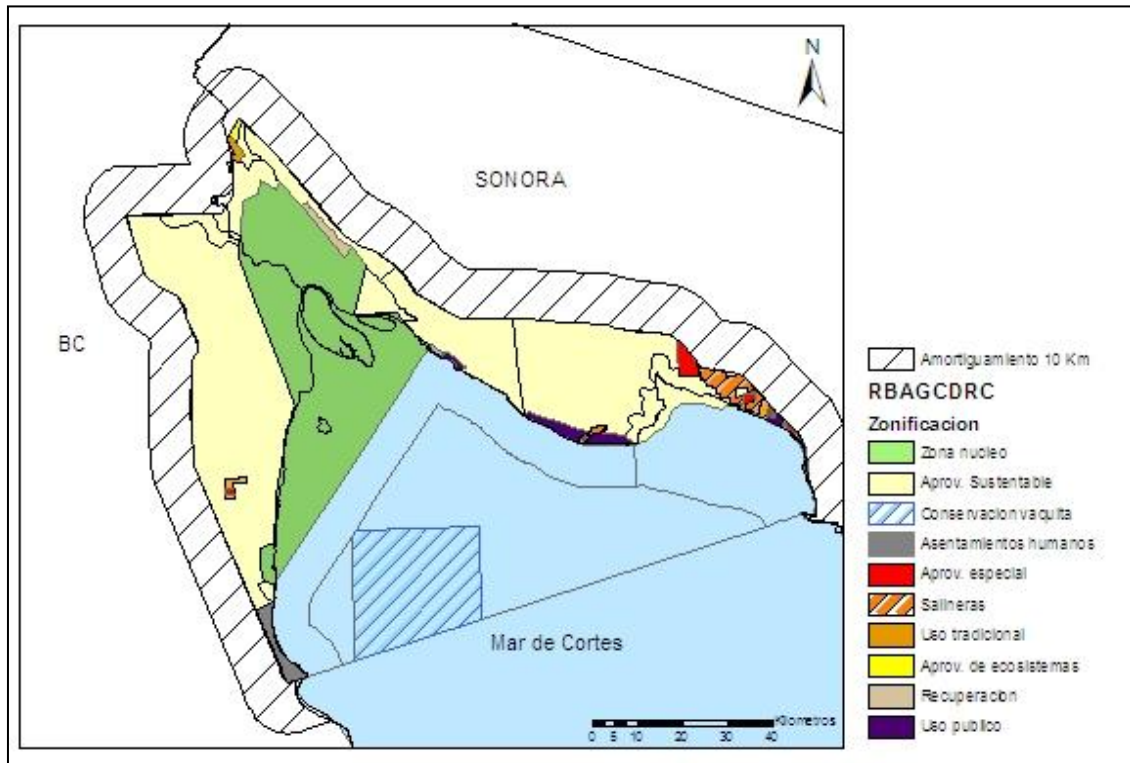 N
SONORA
BC
Mar de Cortes
Kilometros
0 5 10 20 30 40
Amortiguamiento 10 Km
RBAGCDRC
Zonificacion
Zona nucleo
Aprov. Sustentable
Conservacion vaquita
Asentamientos humanos
Aprov. especial
Salineras
Uso tradicional
Aprov. de ecosistemas
Recuperacion
Uso publico